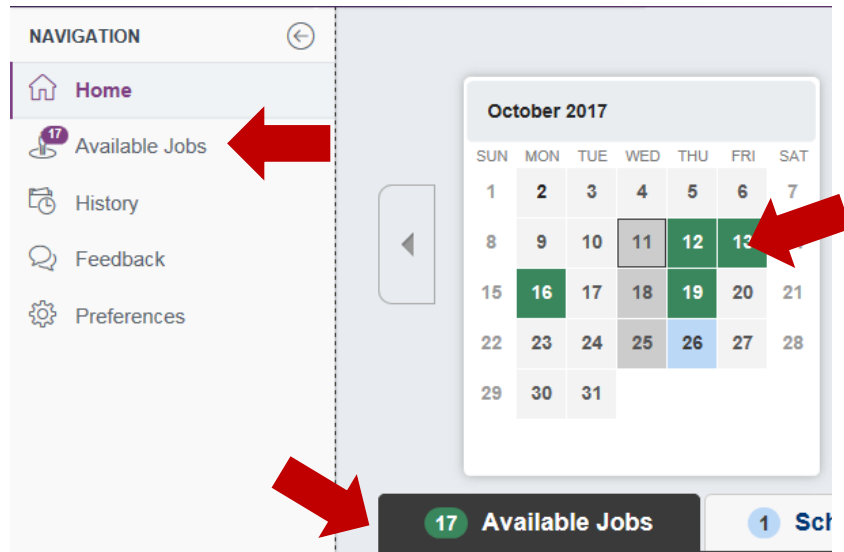 NAVIGATION
Home
17
Available Jobs
History
Feedback
Preferences
October 2017
SUN MON TUE WED THU FRI SAT
1 2 3 4 5 6 7
8 9 10 11 12 13
15 16 17 18 19 20 21
22 23 24 25 26 27 28
29 30 31
17 Available Jobs
1